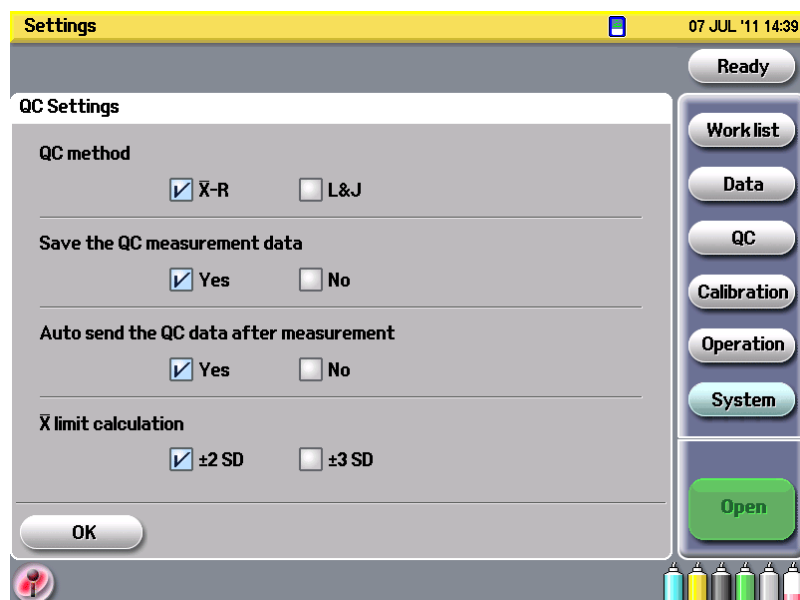 Settings 07 JUL '11 14:39
Ready
QC Settings
Work list
QC method
X̅-R L&J
Data
Save the QC measurement data
QC
Yes No
Calibration
Auto send the QC data after measurement
Operation
Yes No
System
X̅ limit calculation
±2 SD ±3 SD
Open
OK